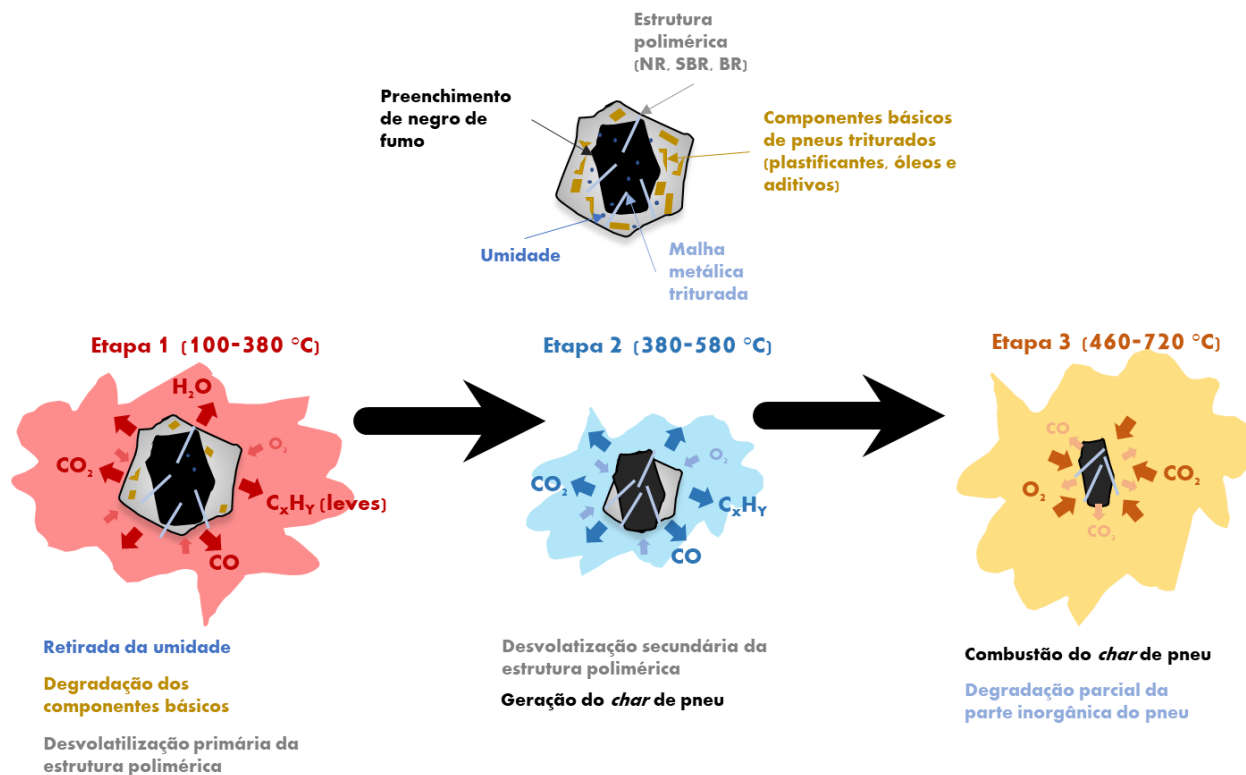 Estrutura
polimérica
(NR, SBR, BR)
Preenchimento
de negro de
fumo
Componentes básicos
de pneus triturados
(plastificantes, óleos e
aditivos)
Umidade
Malha
metálica
triturada
Etapa 1 (100-380 °C)
H₂O
O₂
CO₂
CₓHᵧ (leves)
CO
Retirada da umidade
Degradação dos
componentes básicos
Desvolatilização primária da
estrutura polimérica
Etapa 2 (380-580 °C)
O₂
CO₂
CₓHᵧ
CO
Desvolatização secundária da
estrutura polimérica
Geração do char de pneu
Etapa 3 (460-720 °C)
CO
CO₂
O₂
CO₂
Combustão do char de pneu
Degradação parcial da
parte inorgânica do pneu